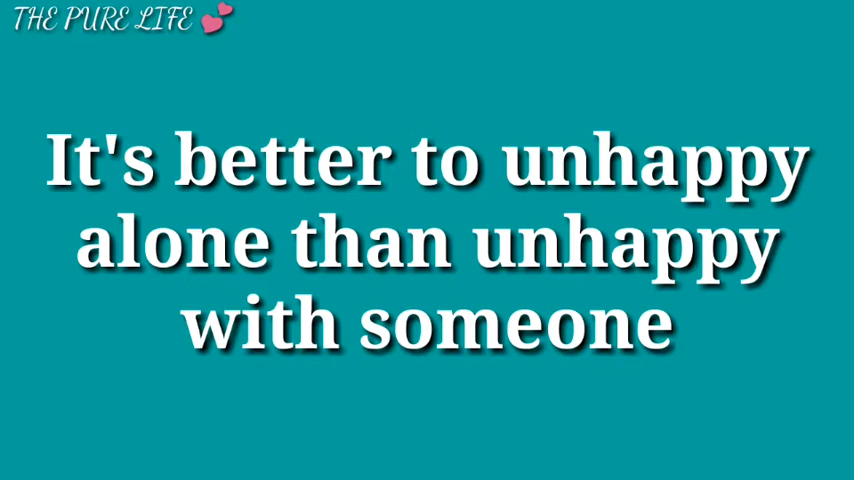 THE PURE LIFE 💕
It's better to unhappy
alone than unhappy
with someone